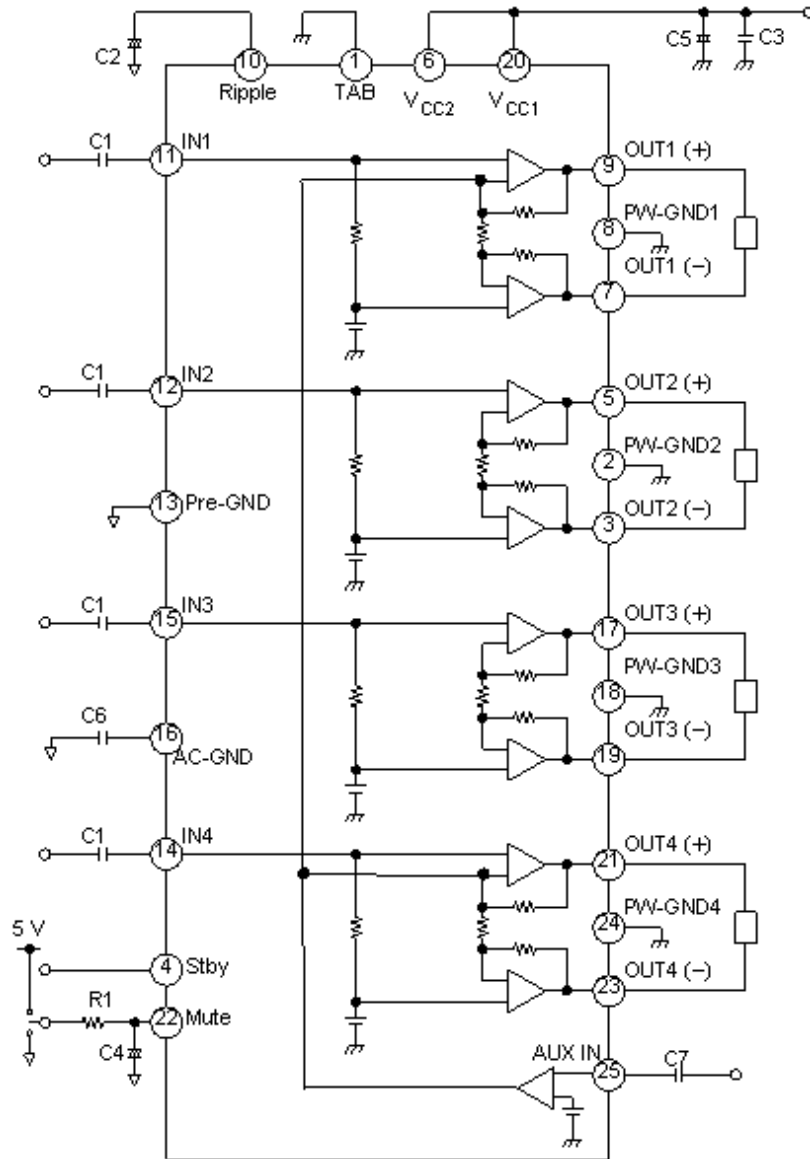 C2
C5
C3
10
1
6
20
Ripple
TAB
VCC2
VCC1
C1
11
IN1
9
OUT1 (+)
8
PW-GND1
OUT1 (−)
7
C1
12
IN2
5
OUT2 (+)
2
PW-GND2
13
Pre-GND
3
OUT2 (−)
C1
15
IN3
17
OUT3 (+)
18
PW-GND3
C6
16
AC-GND
19
OUT3 (−)
C1
14
IN4
21
OUT4 (+)
24
PW-GND4
5 V
4
Stby
23
OUT4 (−)
R1
22
Mute
C4
AUX IN
25
C7